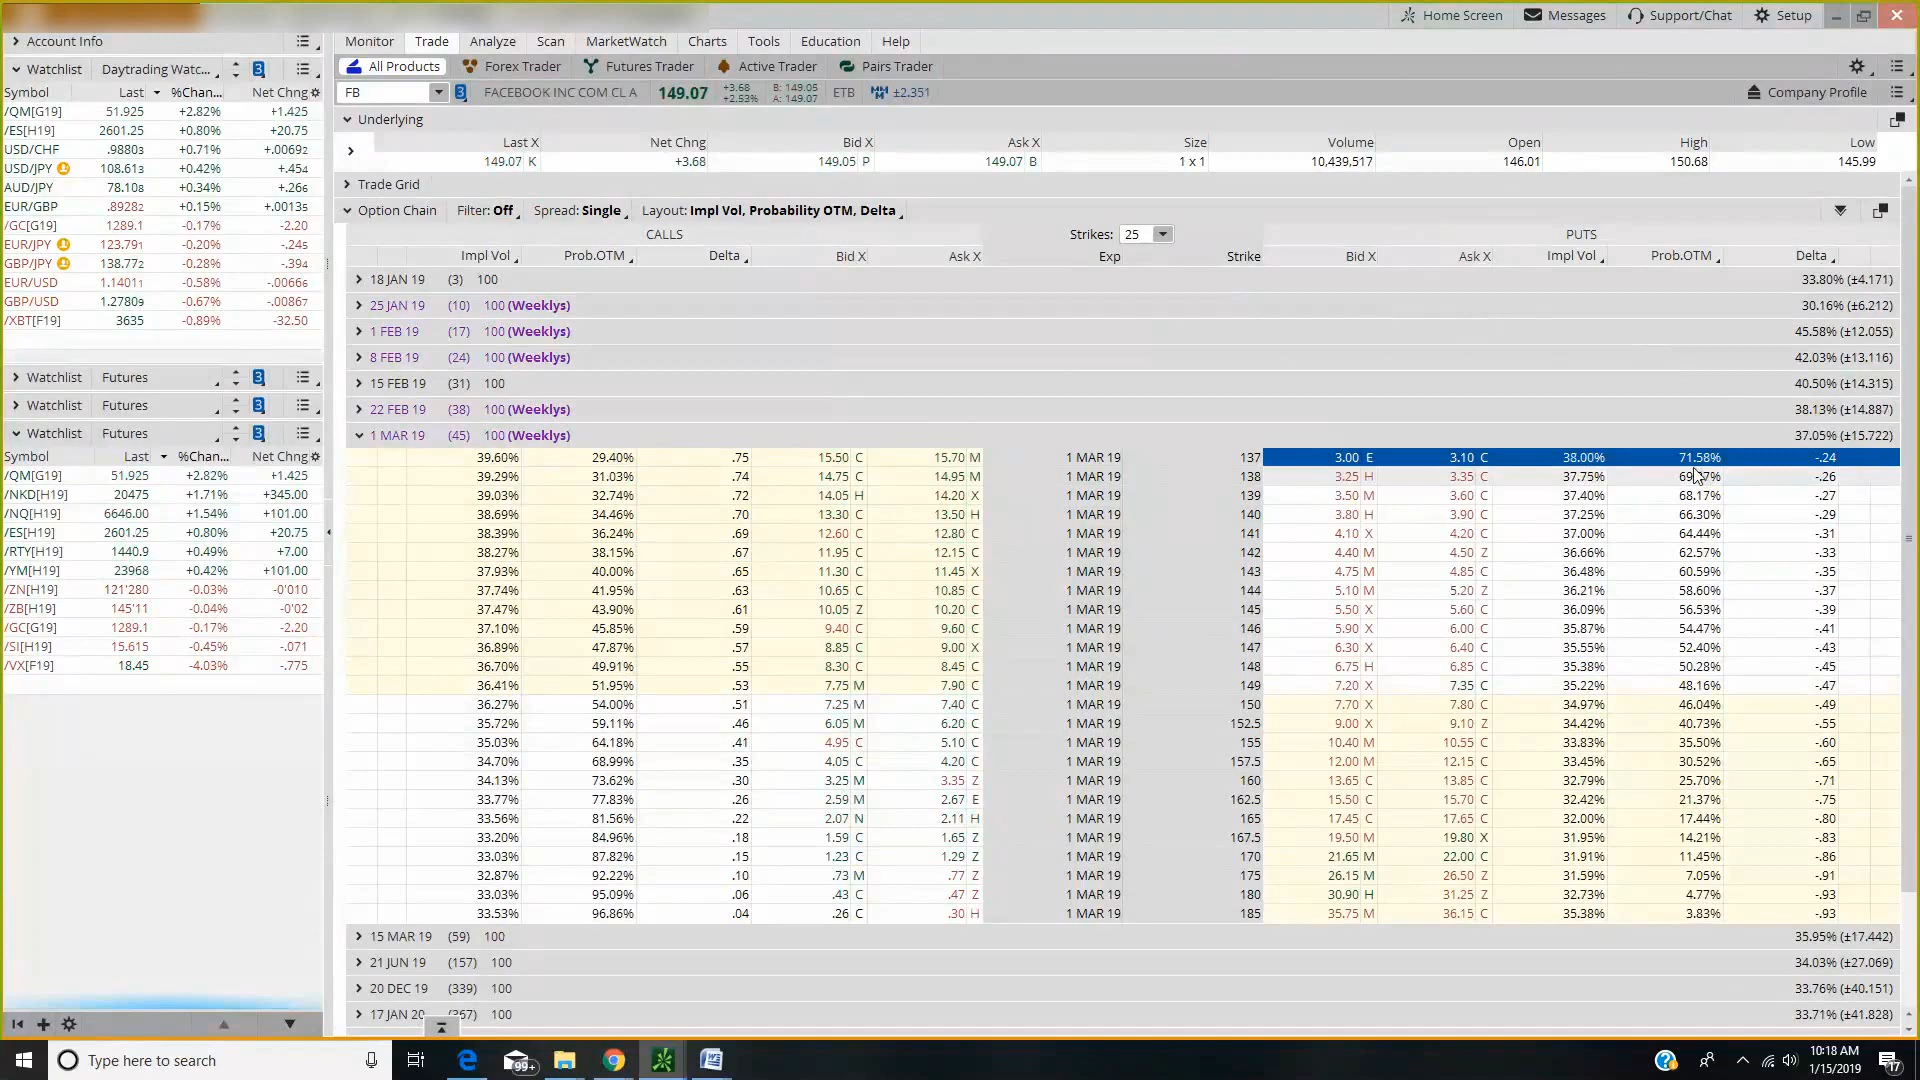 Home Screen Messages Support/Chat Setup
Account Info
Monitor Trade Analyze Scan MarketWatch Charts Tools Education Help
Watchlist Daytrading Watc... 3
All Products Forex Trader Futures Trader Active Trader Pairs Trader
Symbol Last %Chan... Net Chng
FB 3 FACEBOOK INC COM CL A 149.07 +3.68 +2.53% B: 149.05 A: 149.07 ETB ±2.351 Company Profile
/QM[G19] 51.925 +2.82% +1.425
/ES[H19] 2601.25 +0.80% +20.75
USD/CHF .98803 +0.71% +.00692
USD/JPY 108.613 +0.42% +.454
AUD/JPY 78.108 +0.34% +.266
EUR/GBP .89282 +0.15% +.00135
/GC[G19] 1289.1 -0.17% -2.20
EUR/JPY 123.791 -0.20% -.245
GBP/JPY 138.772 -0.28% -.394
EUR/USD 1.14011 -0.58% -.00666
GBP/USD 1.27809 -0.67% -.00867
/XBT[F19] 3635 -0.89% -32.50
Watchlist Futures 3
Watchlist Futures 3
Watchlist Futures 3
Symbol Last %Chan... Net Chng
/QM[G19] 51.925 +2.82% +1.425
/NKD[H19] 20475 +1.71% +345.00
/NQ[H19] 6646.00 +1.54% +101.00
/ES[H19] 2601.25 +0.80% +20.75
/RTY[H19] 1440.9 +0.49% +7.00
/YM[H19] 23968 +0.42% +101.00
/ZN[H19] 121'280 -0.03% -0'010
/ZB[H19] 145'11 -0.04% -0'02
/GC[G19] 1289.1 -0.17% -2.20
/SI[H19] 15.615 -0.45% -.071
/VX[F19] 18.45 -4.03% -.775
Underlying
Last X Net Chng Bid X Ask X Size Volume Open High Low
149.07 K +3.68 149.05 P 149.07 B 1 x 1 10,439,517 146.01 150.68 145.99
Trade Grid
Option Chain Filter: Off Spread: Single Layout: Impl Vol, Probability OTM, Delta
CALLS Strikes: 25 PUTS
Impl Vol Prob.OTM Delta Bid X Ask X Exp Strike Bid X Ask X Impl Vol Prob.OTM Delta
18 JAN 19 (3) 100 33.80% (±4.171)
25 JAN 19 (10) 100 (Weeklys) 30.16% (±6.212)
1 FEB 19 (17) 100 (Weeklys) 45.58% (±12.055)
8 FEB 19 (24) 100 (Weeklys) 42.03% (±13.116)
15 FEB 19 (31) 100 40.50% (±14.315)
22 FEB 19 (38) 100 (Weeklys) 38.13% (±14.887)
1 MAR 19 (45) 100 (Weeklys) 37.05% (±15.722)
39.60% 29.40% .75 15.50 C 15.70 M 1 MAR 19 137 3.00 E 3.10 C 38.00% 71.58% -.24
39.29% 31.03% .74 14.75 C 14.95 M 1 MAR 19 138 3.25 H 3.35 C 37.75% -.26
39.03% 32.74% .72 14.05 H 14.20 X 1 MAR 19 139 3.50 M 3.60 C 37.40% 68.17% -.27
38.69% 34.46% .70 13.30 C 13.50 H 1 MAR 19 140 3.80 H 3.90 C 37.25% 66.30% -.29
38.39% 36.24% .69 12.60 C 12.80 C 1 MAR 19 141 4.10 X 4.20 C 37.00% 64.44% -.31
38.27% 38.15% .67 11.95 C 12.15 C 1 MAR 19 142 4.40 M 4.50 Z 36.66% 62.57% -.33
37.93% 40.00% .65 11.30 C 11.45 X 1 MAR 19 143 4.75 M 4.85 C 36.48% 60.59% -.35
37.74% 41.95% .63 10.65 C 10.85 C 1 MAR 19 144 5.10 M 5.20 Z 36.21% 58.60% -.37
37.47% 43.90% .61 10.05 Z 10.20 C 1 MAR 19 145 5.50 X 5.60 C 36.09% 56.53% -.39
37.10% 45.85% .59 9.40 C 9.60 C 1 MAR 19 146 5.90 X 6.00 C 35.87% 54.47% -.41
36.89% 47.87% .57 8.85 C 9.00 X 1 MAR 19 147 6.30 X 6.40 C 35.55% 52.40% -.43
36.70% 49.91% .55 8.30 C 8.45 C 1 MAR 19 148 6.75 H 6.85 C 35.38% 50.28% -.45
36.41% 51.95% .53 7.75 M 7.90 C 1 MAR 19 149 7.20 X 7.35 C 35.22% 48.16% -.47
36.27% 54.00% .51 7.25 M 7.40 C 1 MAR 19 150 7.70 X 7.80 C 34.97% 46.04% -.49
35.72% 59.11% .46 6.05 M 6.20 C 1 MAR 19 152.5 9.00 X 9.10 Z 34.42% 40.73% -.55
35.03% 64.18% .41 4.95 C 5.10 C 1 MAR 19 155 10.40 M 10.55 C 33.83% 35.50% -.60
34.70% 68.99% .35 4.05 C 4.20 C 1 MAR 19 157.5 12.00 M 12.15 C 33.45% 30.52% -.65
34.13% 73.62% .30 3.25 M 3.35 Z 1 MAR 19 160 13.65 C 13.85 C 32.79% 25.70% -.71
33.77% 77.83% .26 2.59 M 2.67 E 1 MAR 19 162.5 15.50 C 15.70 C 32.42% 21.37% -.75
33.56% 81.56% .22 2.07 N 2.11 H 1 MAR 19 165 17.45 C 17.65 C 32.00% 17.44% -.80
33.20% 84.96% .18 1.59 C 1.65 Z 1 MAR 19 167.5 19.50 M 19.80 X 31.95% 14.21% -.83
33.03% 87.82% .15 1.23 C 1.29 Z 1 MAR 19 170 21.65 M 22.00 C 31.91% 11.45% -.86
32.87% 92.22% .10 .73 M .77 Z 1 MAR 19 175 26.15 M 26.50 Z 31.59% 7.05% -.91
33.03% 95.09% .06 .43 C .47 Z 1 MAR 19 180 30.90 H 31.25 Z 32.73% 4.77% -.93
33.53% 96.86% .04 .26 C .30 H 1 MAR 19 185 35.75 M 36.15 C 35.38% 3.83% -.93
15 MAR 19 (59) 100 35.95% (±17.442)
21 JUN 19 (157) 100 34.03% (±27.069)
20 DEC 19 (339) 100 33.76% (±40.151)
17 JAN 20 100 33.71% (±41.828)
Type here to search 99+ 10:18 AM
1/15/2019 17